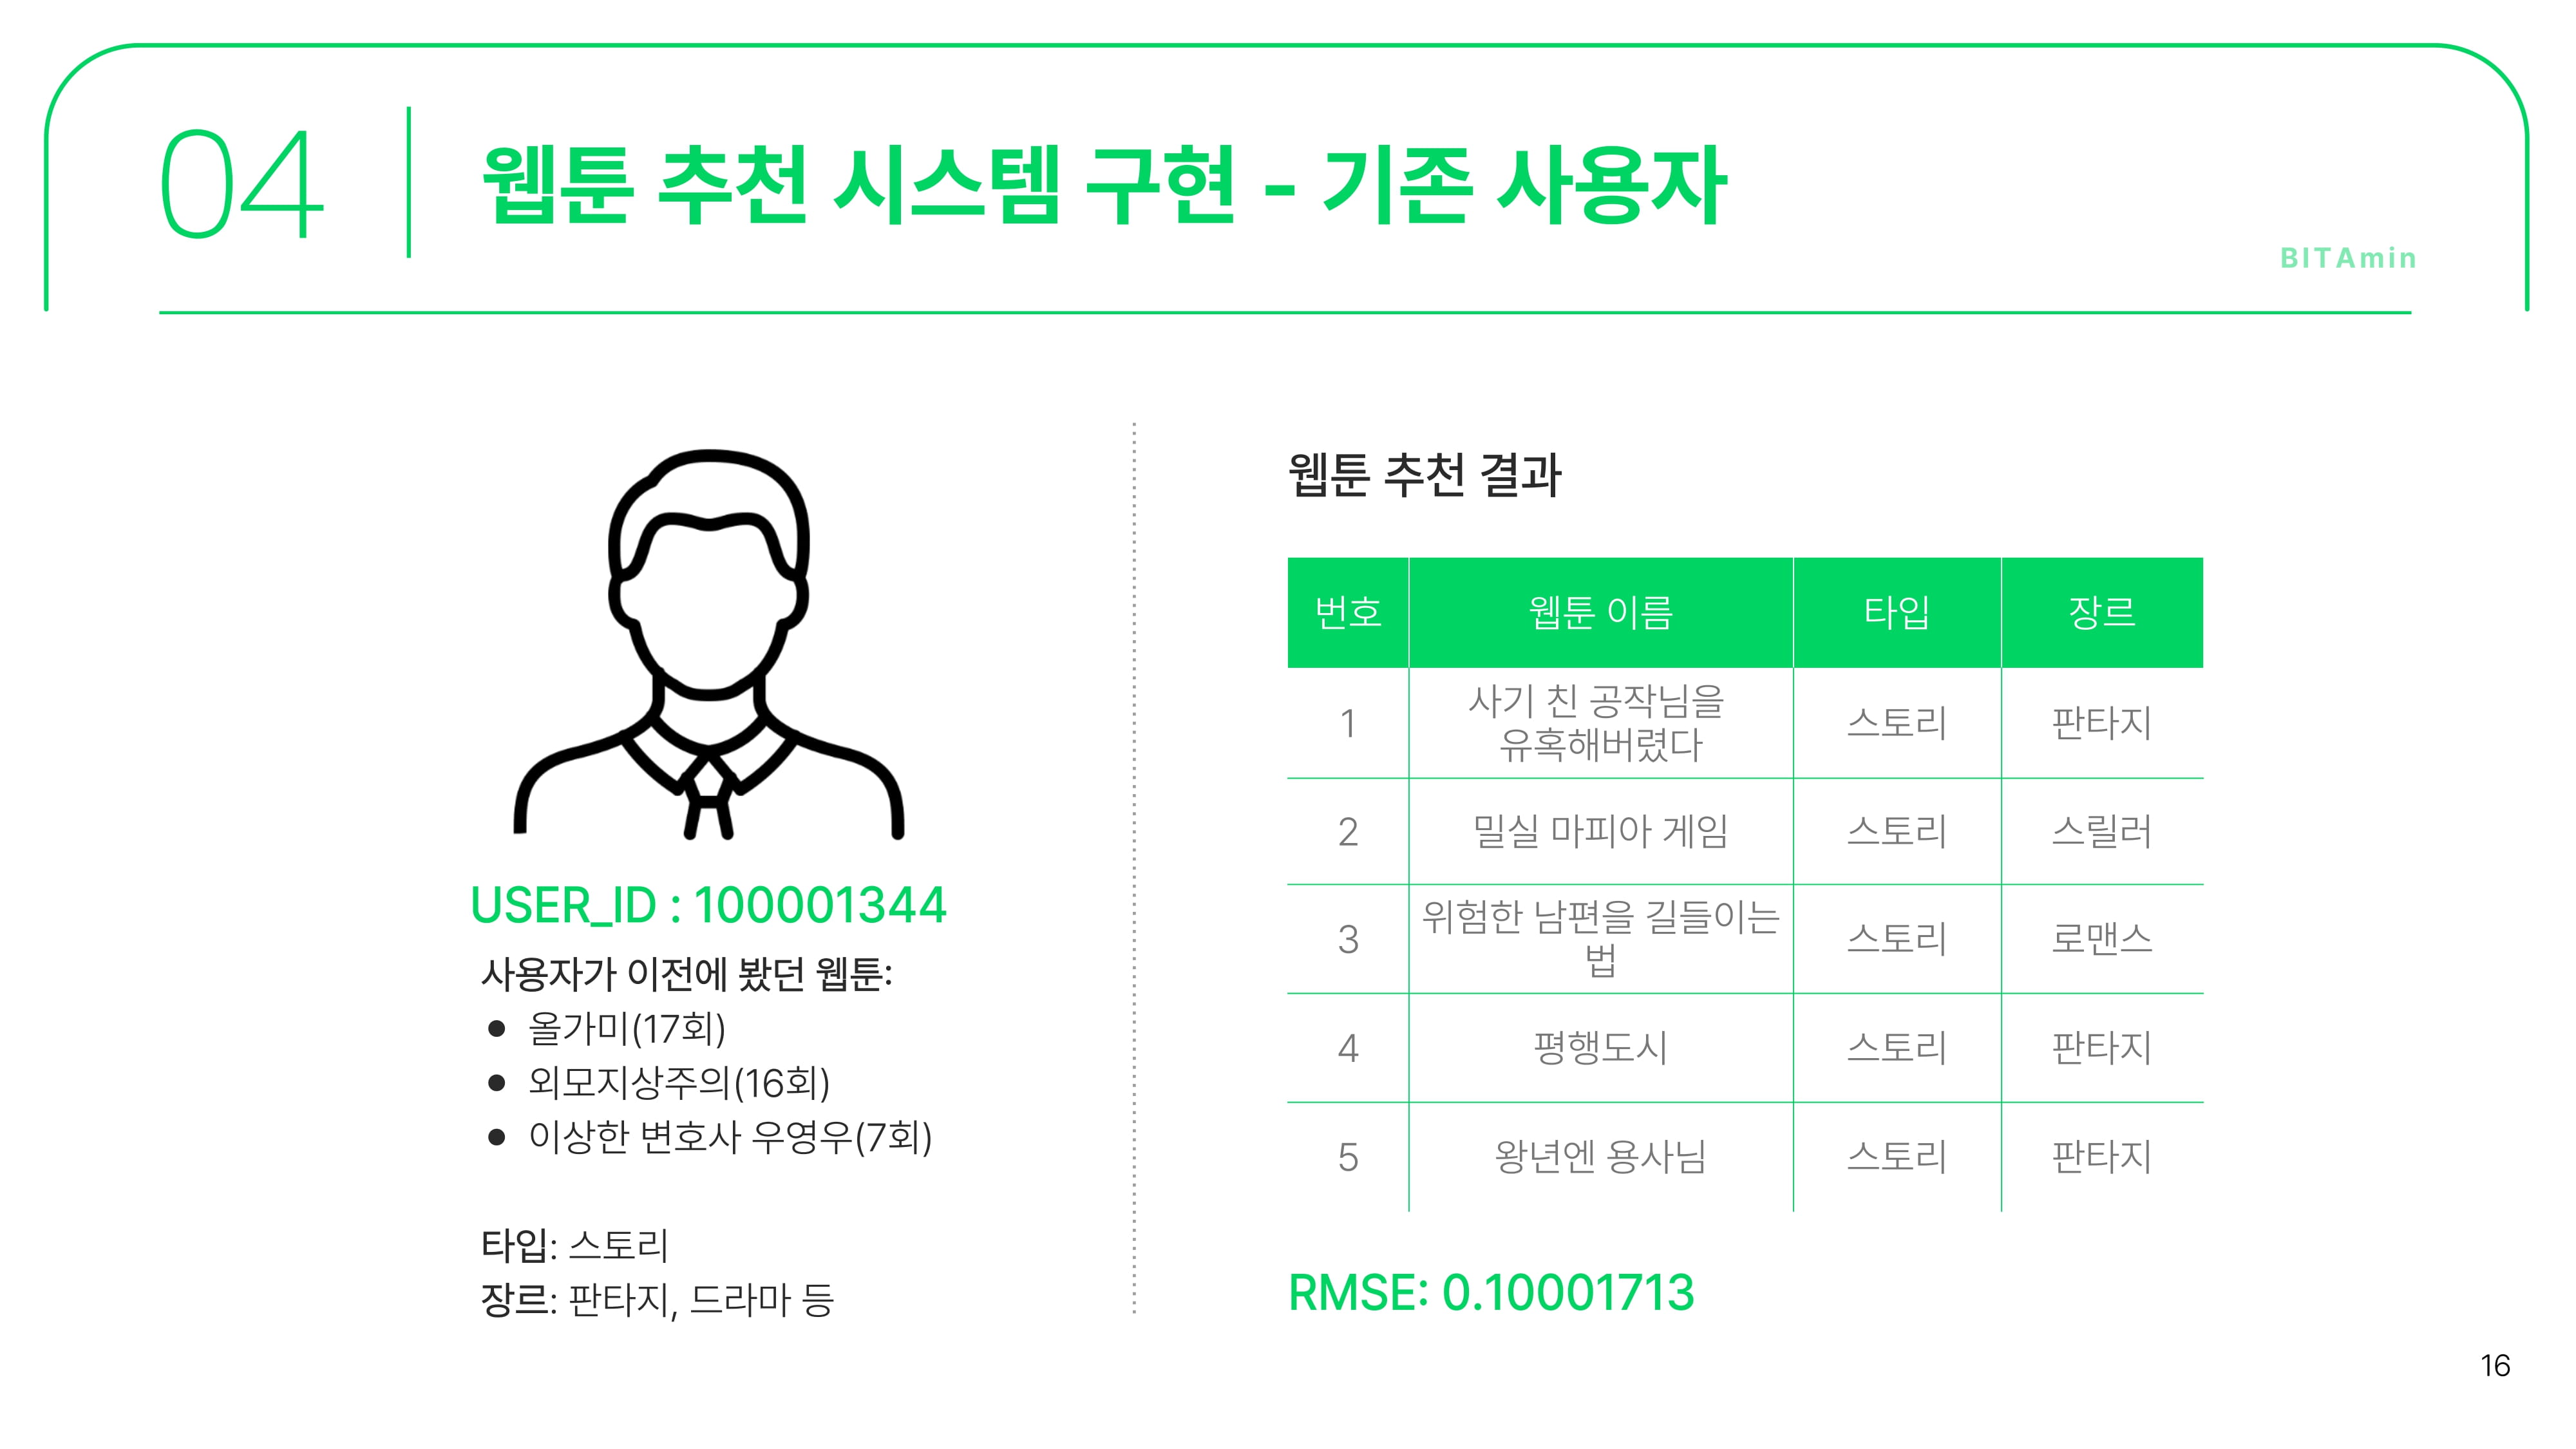 04
웹툰 추천 시스템 구현 - 기존 사용자
BITAmin
USER_ID : 100001344
사용자가 이전에 봤던 웹툰:
● 올가미(17회)
● 외모지상주의(16회)
● 이상한 변호사 우영우(7회)
타입: 스토리
장르: 판타지, 드라마 등
웹툰 추천 결과
번호 웹툰 이름 타입 장르
1 사기 친 공작님을
유혹해버렸다 스토리 판타지
2 밀실 마피아 게임 스토리 스릴러
3 위험한 남편을 길들이는
법 스토리 로맨스
4 평행도시 스토리 판타지
5 왕년엔 용사님 스토리 판타지
RMSE: 0.10001713
16